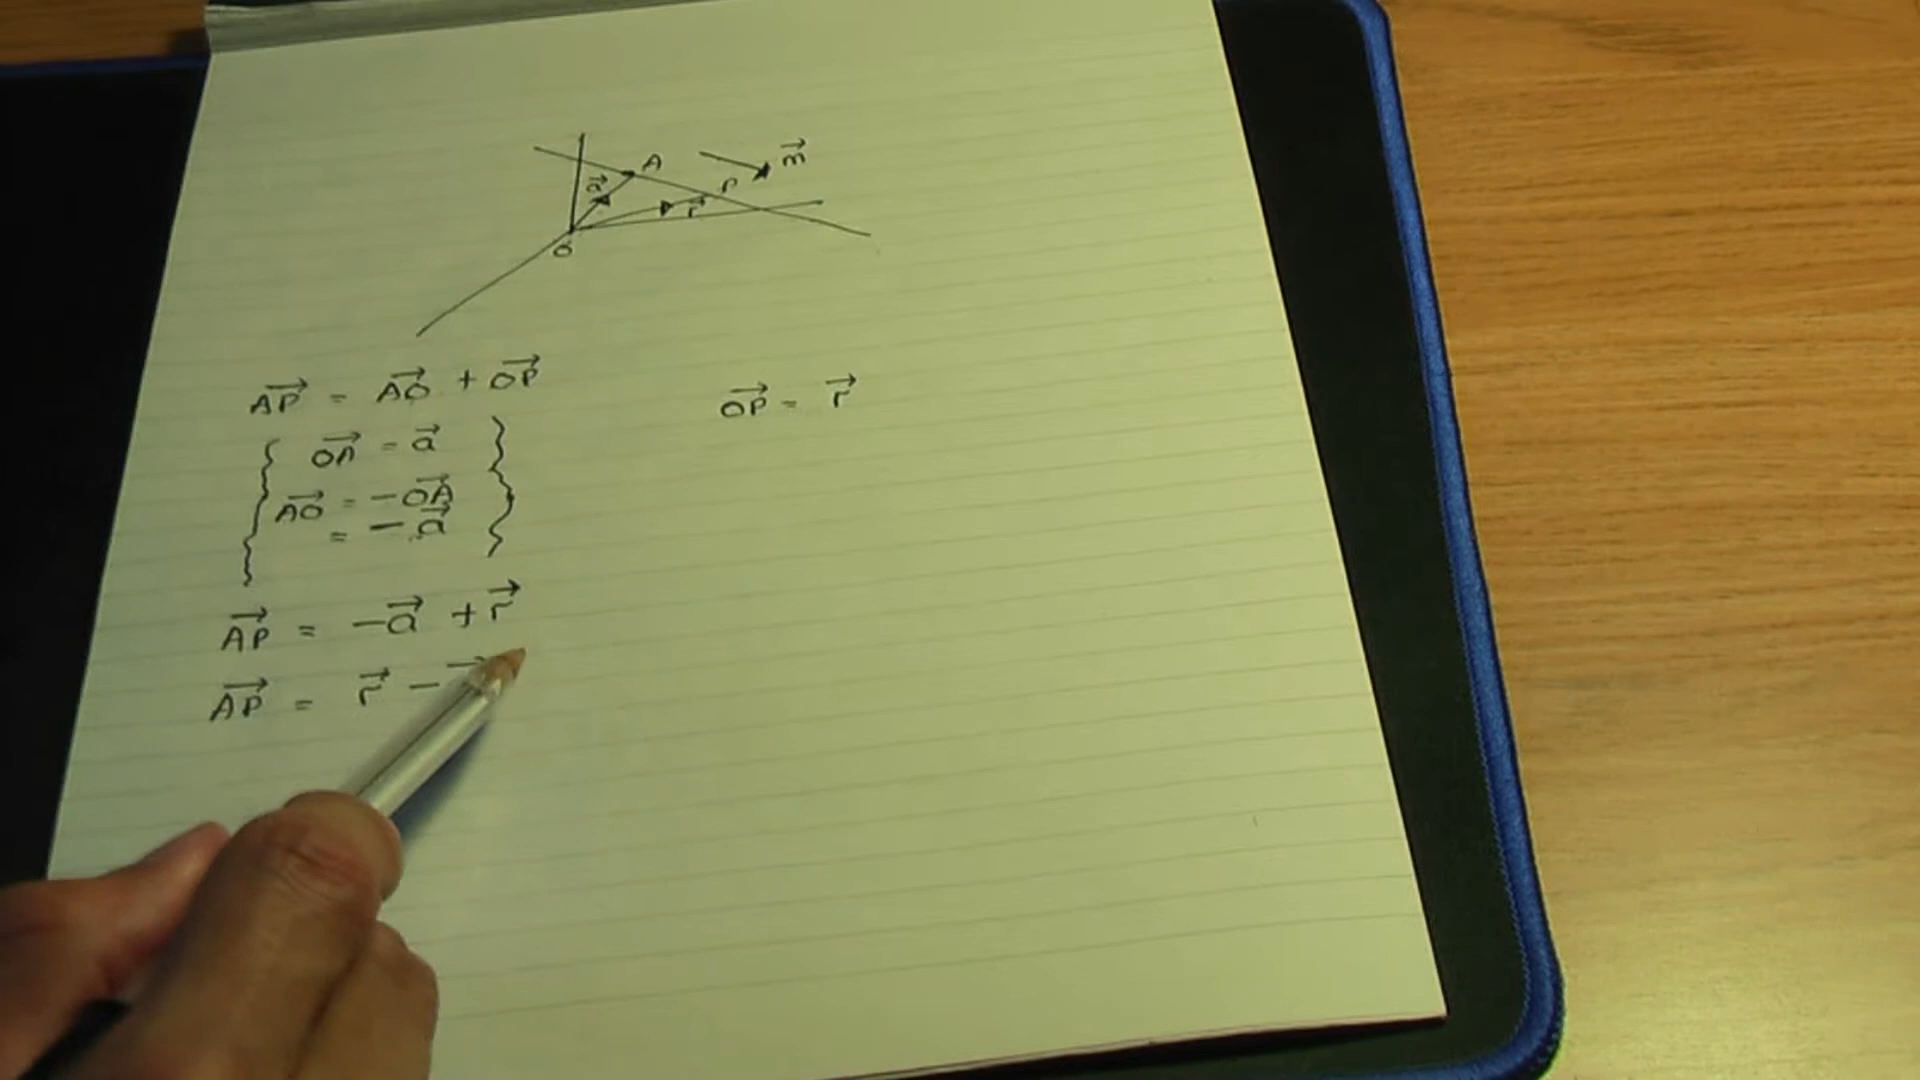 A
m⃗
a⃗
P
r⃗
O
AP⃗ = AO⃗ + OP⃗
OP⃗ = r⃗
OA⃗ = a⃗
AO⃗ = -OA⃗
= - a⃗
AP⃗ = -a⃗ + r⃗
AP⃗ = r⃗ -